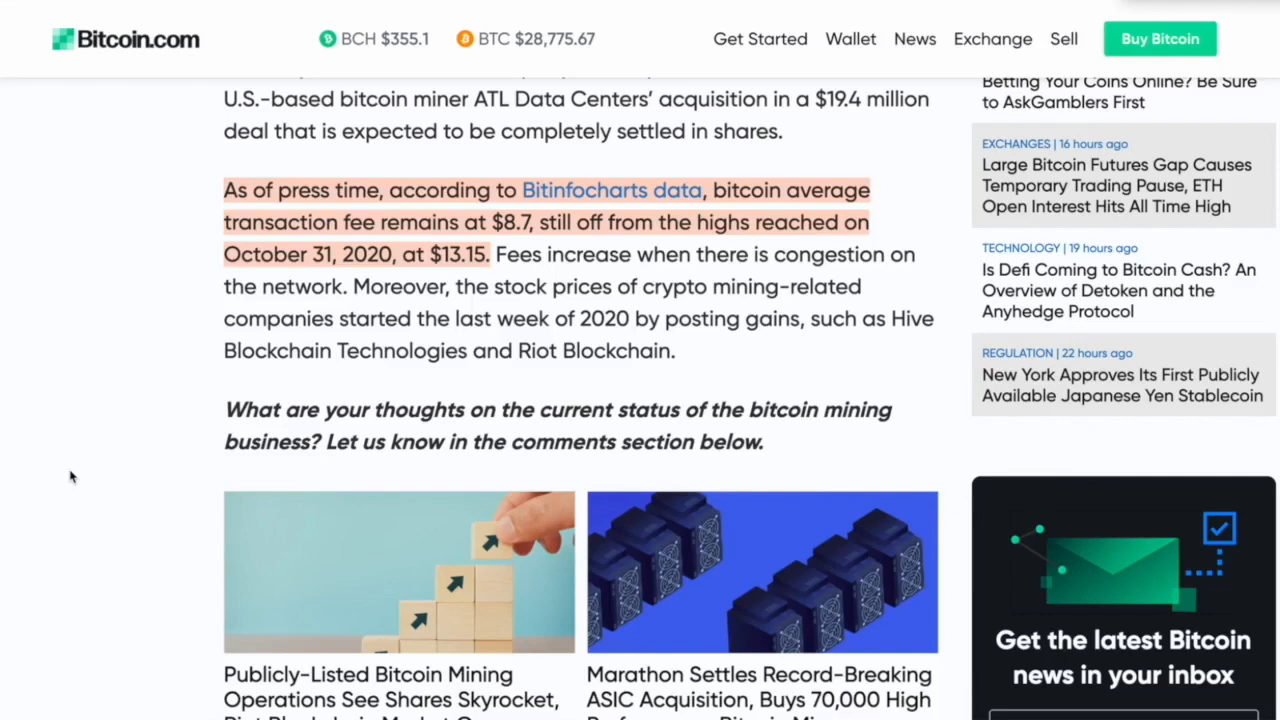 Bitcoin.com
BCH $355.1
BTC $28,775.67
Get Started
Wallet
News
Exchange
Sell
Buy Bitcoin
U.S.-based bitcoin miner ATL Data Centers’ acquisition in a $19.4 million
deal that is expected to be completely settled in shares.
As of press time, according to Bitinfocharts data, bitcoin average
transaction fee remains at $8.7, still off from the highs reached on
October 31, 2020, at $13.15. Fees increase when there is congestion on
the network. Moreover, the stock prices of crypto mining-related
companies started the last week of 2020 by posting gains, such as Hive
Blockchain Technologies and Riot Blockchain.
What are your thoughts on the current status of the bitcoin mining
business? Let us know in the comments section below.
Publicly-Listed Bitcoin Mining
Operations See Shares Skyrocket,
Marathon Settles Record-Breaking
ASIC Acquisition, Buys 70,000 High
Betting Your Coins Online? Be Sure
to AskGamblers First
EXCHANGES | 16 hours ago
Large Bitcoin Futures Gap Causes
Temporary Trading Pause, ETH
Open Interest Hits All Time High
TECHNOLOGY | 19 hours ago
Is Defi Coming to Bitcoin Cash? An
Overview of Detoken and the
Anyhedge Protocol
REGULATION | 22 hours ago
New York Approves Its First Publicly
Available Japanese Yen Stablecoin
Get the latest Bitcoin
news in your inbox